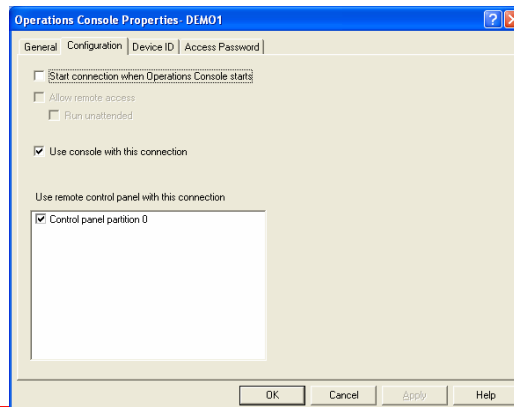 Operations Console Properties- DEMO1
General Configuration Device ID Access Password
Start connection when Operations Console starts
Allow remote access
Run unattended
Use console with this connection
Use remote control panel with this connection
Control panel partition 0
OK Cancel Apply Help